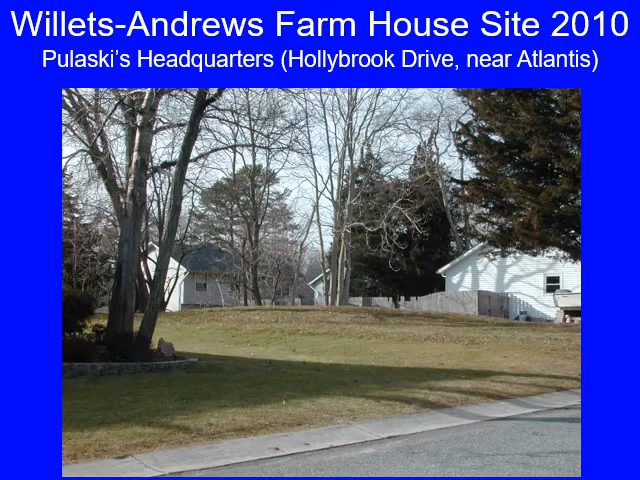 Willets-Andrews Farm House Site 2010
Pulaski’s Headquarters (Hollybrook Drive, near Atlantis)